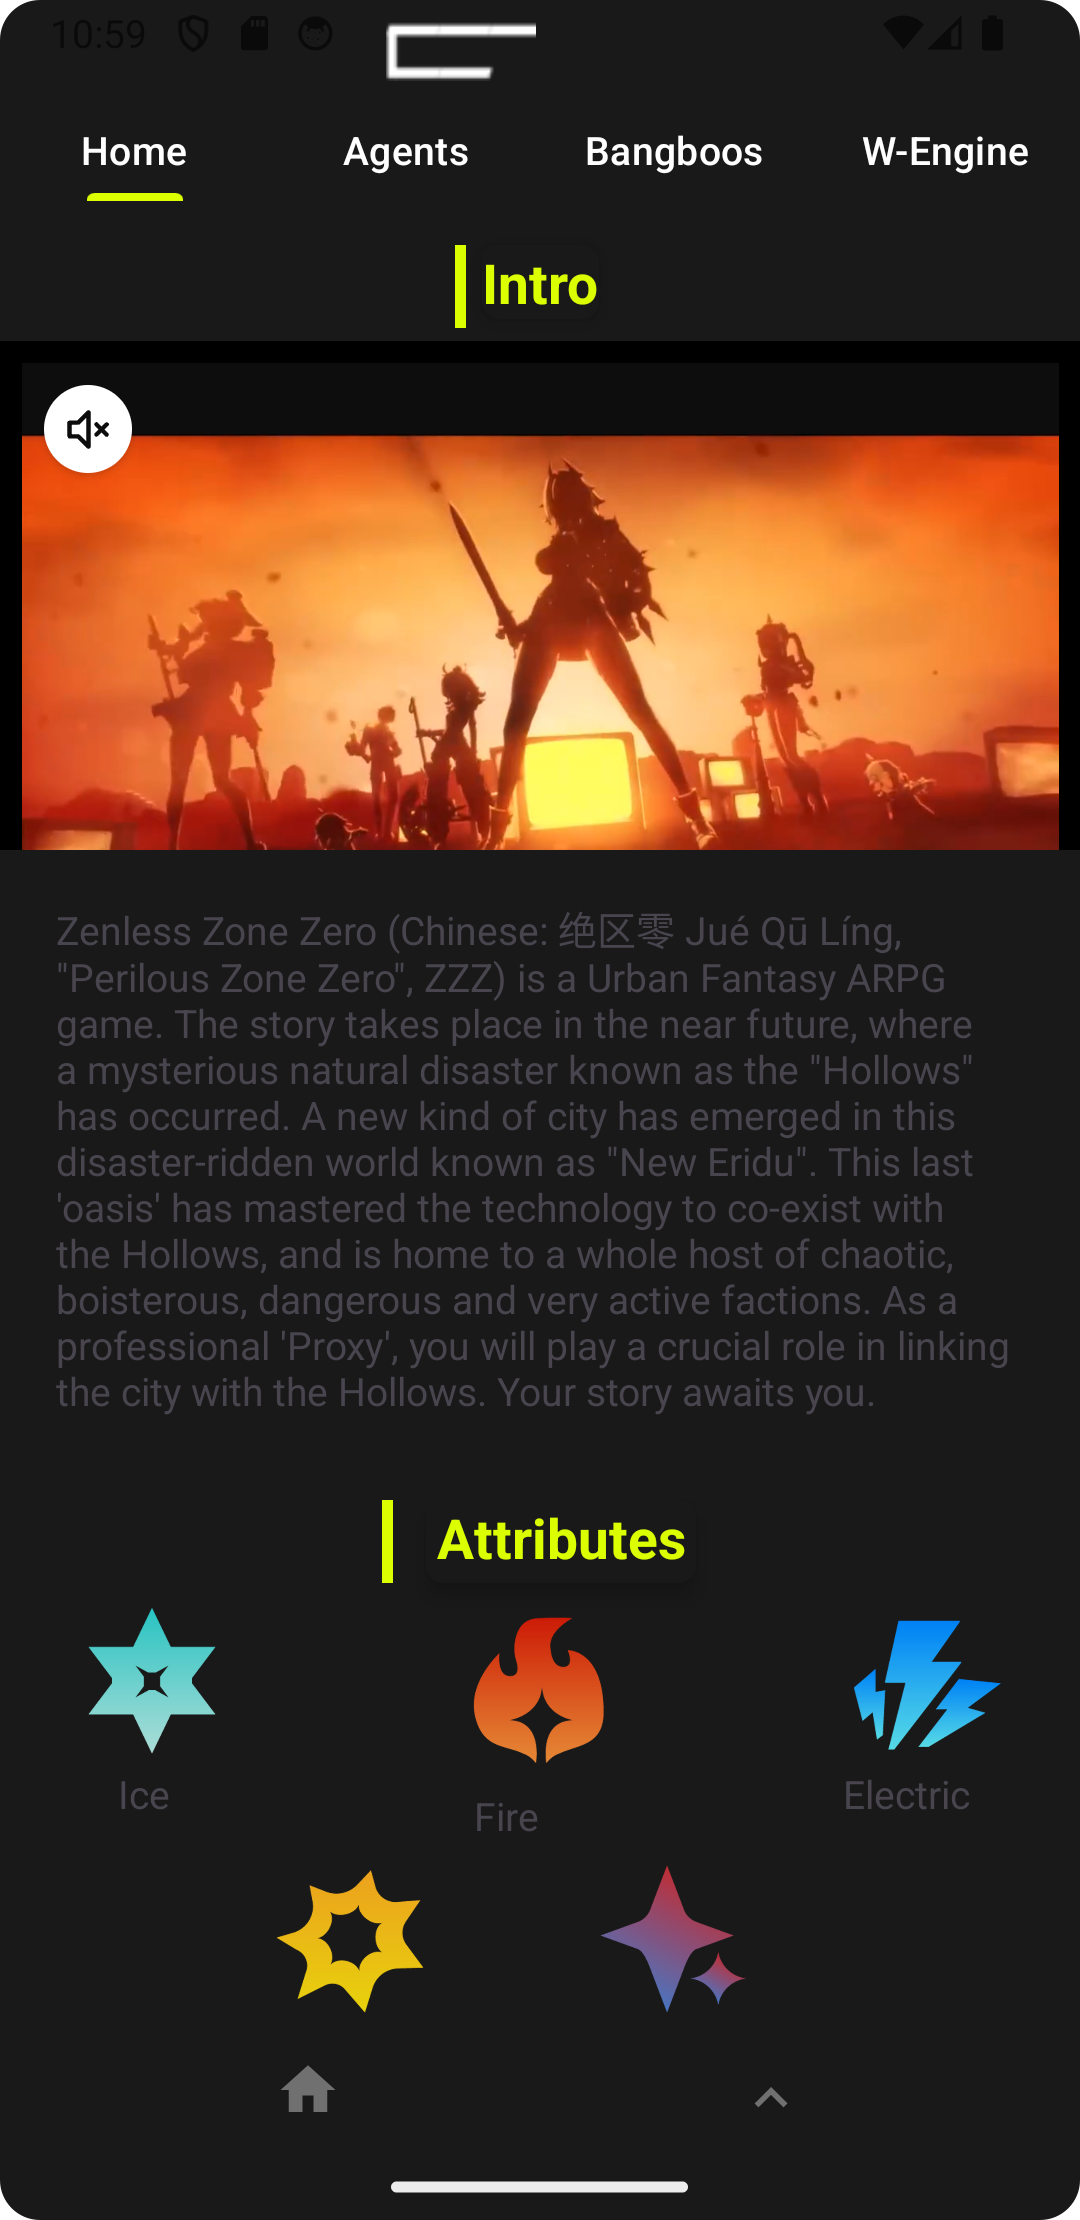 10:59
Home Agents Bangboos W-Engine
Intro
Zenless Zone Zero (Chinese: 绝区零 Jué Qū Líng,
"Perilous Zone Zero", ZZZ) is a Urban Fantasy ARPG
game. The story takes place in the near future, where
a mysterious natural disaster known as the "Hollows"
has occurred. A new kind of city has emerged in this
disaster-ridden world known as "New Eridu". This last
'oasis' has mastered the technology to co-exist with
the Hollows, and is home to a whole host of chaotic,
boisterous, dangerous and very active factions. As a
professional 'Proxy', you will play a crucial role in linking
the city with the Hollows. Your story awaits you.
Attributes
Ice
Fire
Electric